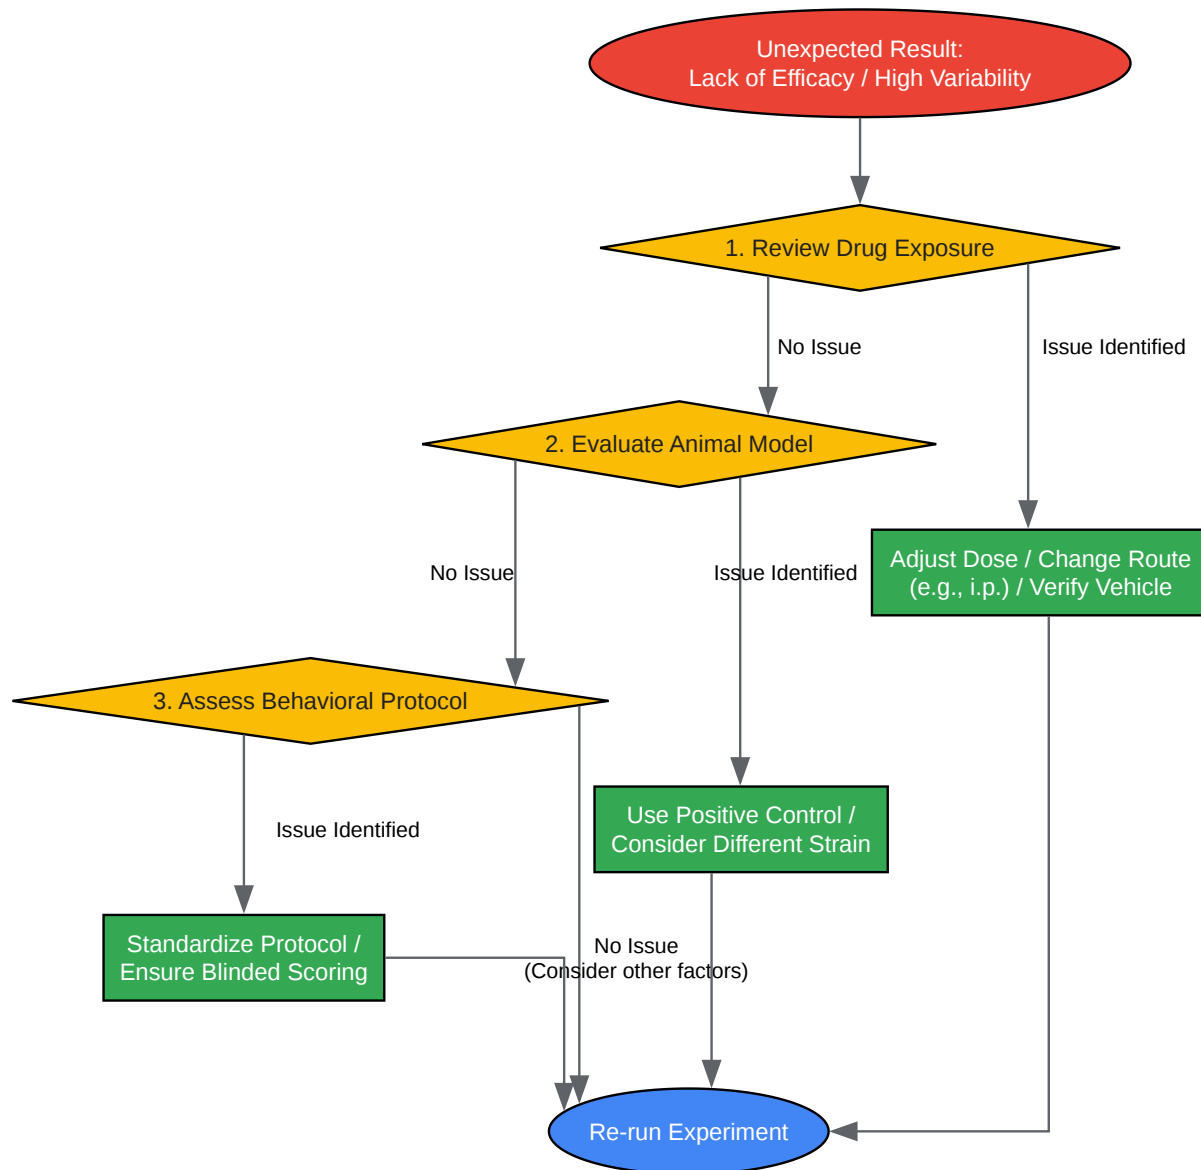 Unexpected Result:
Lack of Efficacy / High Variability
1. Review Drug Exposure
No Issue
Issue Identified
2. Evaluate Animal Model
No Issue
Issue Identified
Adjust Dose / Change Route
(e.g., i.p.) / Verify Vehicle
3. Assess Behavioral Protocol
Issue Identified
Use Positive Control /
Consider Different Strain
Standardize Protocol /
Ensure Blinded Scoring
No Issue
(Consider other factors)
Re-run Experiment